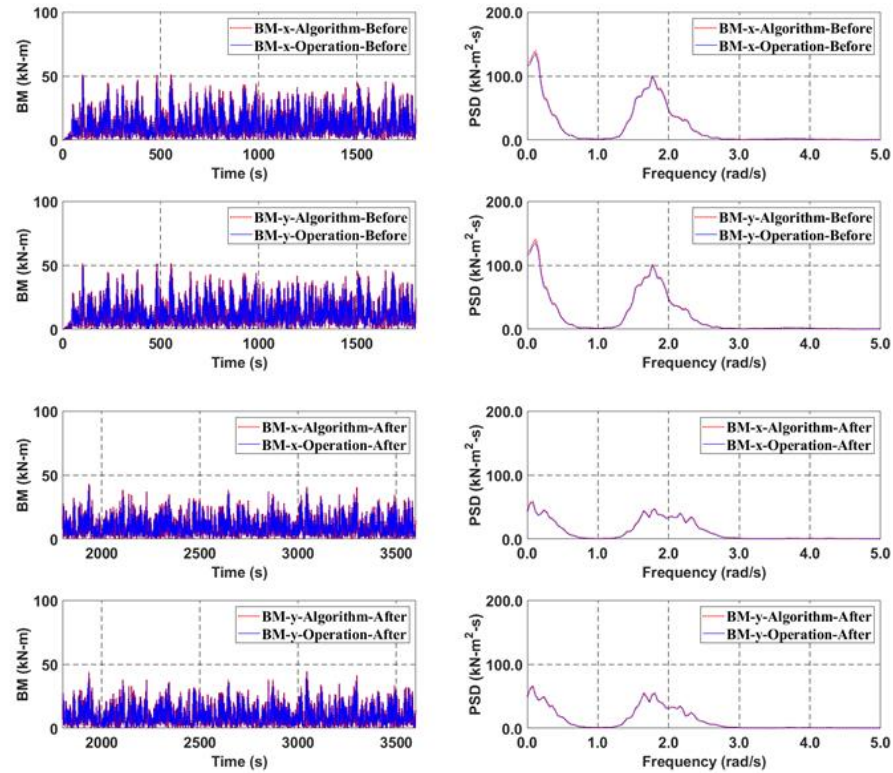 BM-x-Algorithm-Before
BM-x-Operation-Before
BM (kN-m)
100
50
0
0 500 1000 1500
Time (s)
BM-x-Algorithm-Before
BM-x-Operation-Before
PSD (kN-m²-s)
200.0
100.0
0.0
0.0 1.0 2.0 3.0 4.0 5.0
Frequency (rad/s)
BM-y-Algorithm-Before
BM-y-Operation-Before
BM (kN-m)
100
50
0
0 500 1000 1500
Time (s)
BM-y-Algorithm-Before
BM-y-Operation-Before
PSD (kN-m²-s)
200.0
100.0
0.0
0.0 1.0 2.0 3.0 4.0 5.0
Frequency (rad/s)
BM-x-Algorithm-After
BM-x-Operation-After
BM (kN-m)
100
50
0
2000 2500 3000 3500
Time (s)
BM-x-Algorithm-After
BM-x-Operation-After
PSD (kN-m²-s)
200.0
100.0
0.0
0.0 1.0 2.0 3.0 4.0 5.0
Frequency (rad/s)
BM-y-Algorithm-After
BM-y-Operation-After
BM (kN-m)
100
50
0
2000 2500 3000 3500
Time (s)
BM-y-Algorithm-After
BM-y-Operation-After
PSD (kN-m²-s)
200.0
100.0
0.0
0.0 1.0 2.0 3.0 4.0 5.0
Frequency (rad/s)